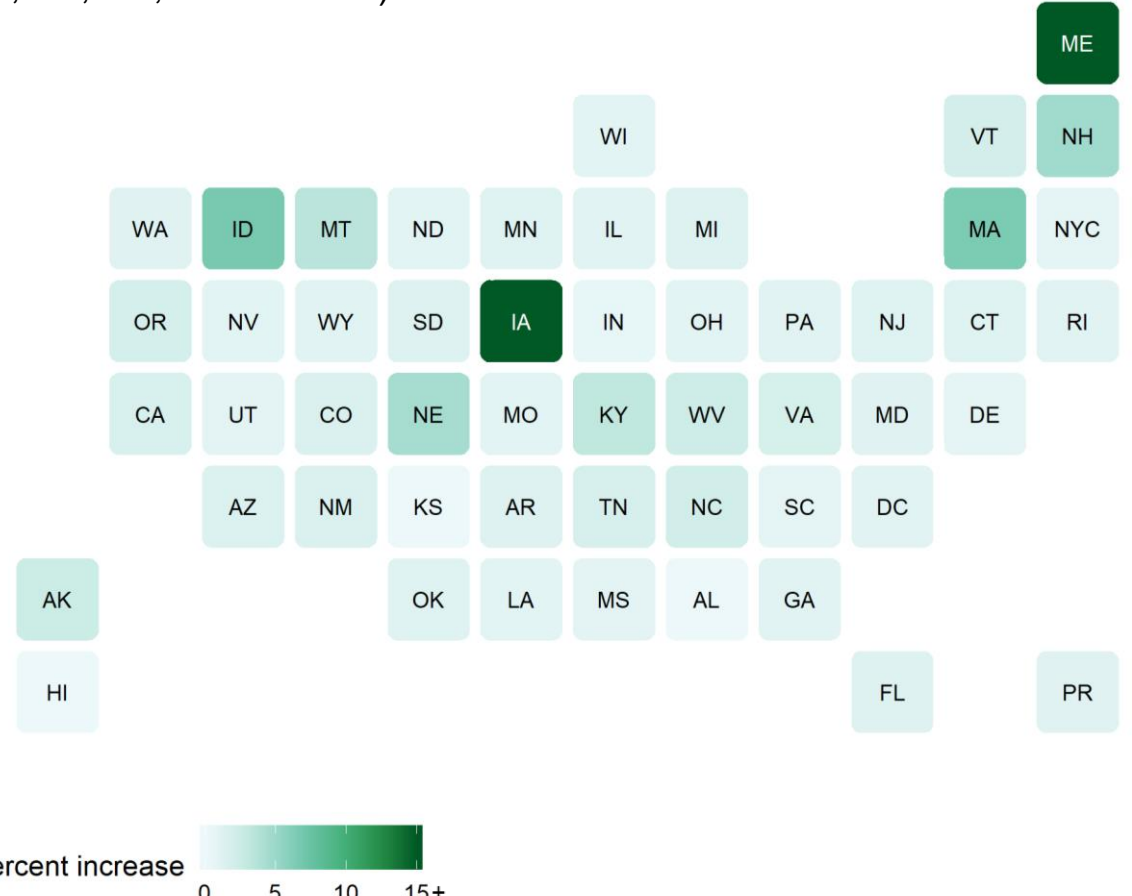 ME
WI VT NH
WA ID MT ND MN IL MI MA NYC
OR NV WY SD IA IN OH PA NJ CT RI
CA UT CO NE MO KY WV VA MD DE
AZ NM KS AR TN NC SC DC
AK OK LA MS AL GA
HI FL PR
ercent increase
0 5 10 15+